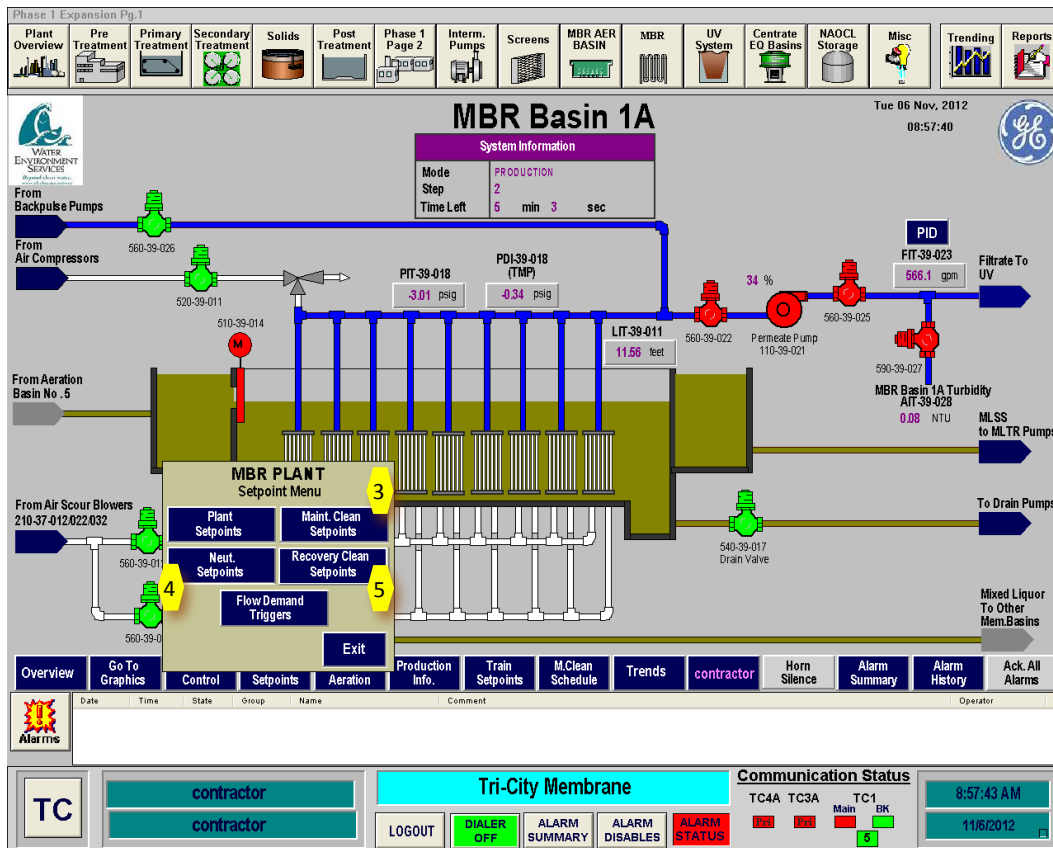 Phase 1 Expansion Pg.1
Plant
Overview
Pre
Treatment
Primary
Treatment
Secondary
Treatment
Solids
Post
Treatment
Phase 1
Page 2
Interm.
Pumps
Screens
MBR AER
BASIN
MBR
UV
System
Centrate
EQ Basins
NAOCL
Storage
Misc
Trending
Reports
WATER
ENVIRONMENT
SERVICES
MBR Basin 1A
Tue 06 Nov, 2012
08:57:40
GE
System Information
Mode PRODUCTION
Step 2
Time Left 5 min 3 sec
From
Backpulse Pumps
560-39-026
From
Air Compressors
520-39-011
PIT-39-018
-3.01 psig
PDI-39-018
(TMP)
-0.34 psig
PID
FIT-39-023
566.1 gpm
Filtrate To
UV
34 %
510-39-014
M
LIT-39-011
11.56 feet
560-39-022
Permeate Pump
110-39-021
560-39-025
590-39-027
From Aeration
Basin No .5
MBR Basin 1A Turbidity
AIT-39-028
0.08 NTU
MLSS
to MLTR Pumps
From Air Scour Blowers
210-37-012/022/032
560-39-01
560-39-0
To Drain Pumps
540-39-017
Drain Valve
Mixed Liquor
To Other
Mem.Basins
MBR PLANT
Setpoint Menu
3
Plant
Setpoints
Maint. Clean
Setpoints
Neut.
Setpoints
Recovery Clean
Setpoints
4
5
Flow Demand
Triggers
Exit
Overview
Go To
Graphics
Control
Setpoints
Aeration
Production
Info.
Train
Setpoints
M.Clean
Schedule
Trends
contractor
Horn
Silence
Alarm
Summary
Alarm
History
Ack. All
Alarms
Alarms
Date Time State Group Name Comment Operator
TC
contractor
contractor
Tri-City Membrane
LOGOUT
DIALER
OFF
ALARM
SUMMARY
ALARM
DISABLES
ALARM
STATUS
Communication Status
TC4A TC3A TC1
Main BK
Pri Pri
5
8:57:43 AM
11/6/2012